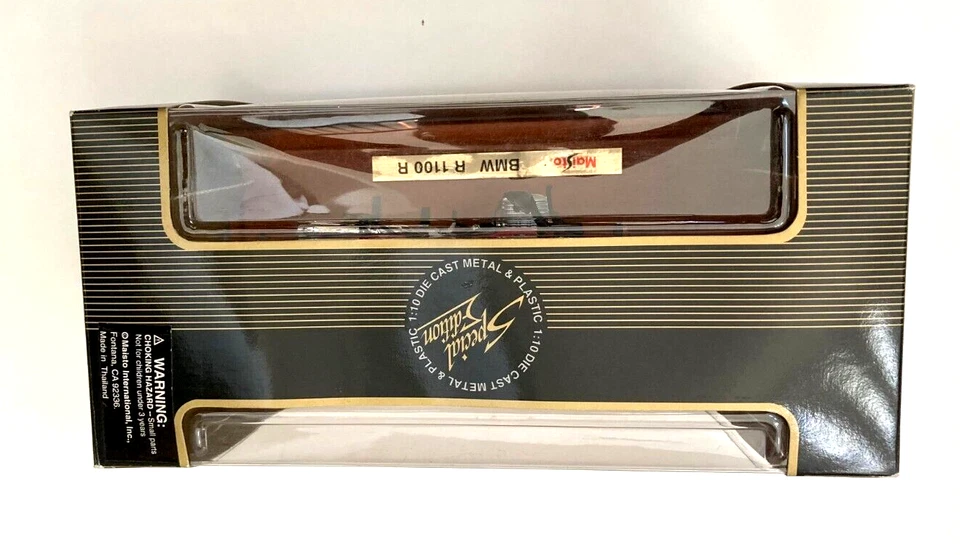 Maisto. BMW R 1100 R
1:10 DIE CAST METAL & PLASTIC 1:10 DIE CAST METAL & PLASTIC
Special
Edition
WARNING:
CHOKING HAZARD – Small parts
Not for children under 3 years
©Maisto International, Inc.,
Fontana, CA 92336.
Made in Thailand